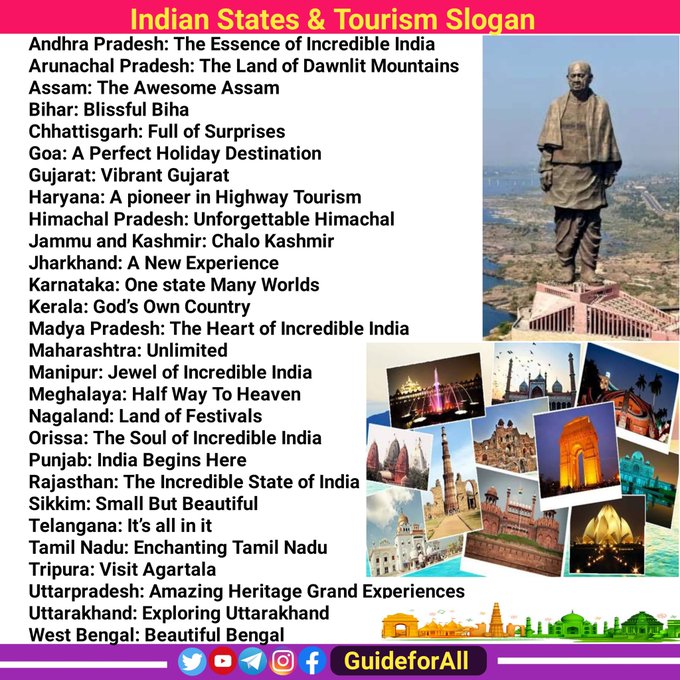 Indian States & Tourism Slogan
Andhra Pradesh: The Essence of Incredible India
Arunachal Pradesh: The Land of Dawnlit Mountains
Assam: The Awesome Assam
Bihar: Blissful Biha
Chhattisgarh: Full of Surprises
Goa: A Perfect Holiday Destination
Gujarat: Vibrant Gujarat
Haryana: A pioneer in Highway Tourism
Himachal Pradesh: Unforgettable Himachal
Jammu and Kashmir: Chalo Kashmir
Jharkhand: A New Experience
Karnataka: One state Many Worlds
Kerala: God’s Own Country
Madya Pradesh: The Heart of Incredible India
Maharashtra: Unlimited
Manipur: Jewel of Incredible India
Meghalaya: Half Way To Heaven
Nagaland: Land of Festivals
Orissa: The Soul of Incredible India
Punjab: India Begins Here
Rajasthan: The Incredible State of India
Sikkim: Small But Beautiful
Telangana: It’s all in it
Tamil Nadu: Enchanting Tamil Nadu
Tripura: Visit Agartala
Uttarpradesh: Amazing Heritage Grand Experiences
Uttarakhand: Exploring Uttarakhand
West Bengal: Beautiful Bengal
GuideforAll